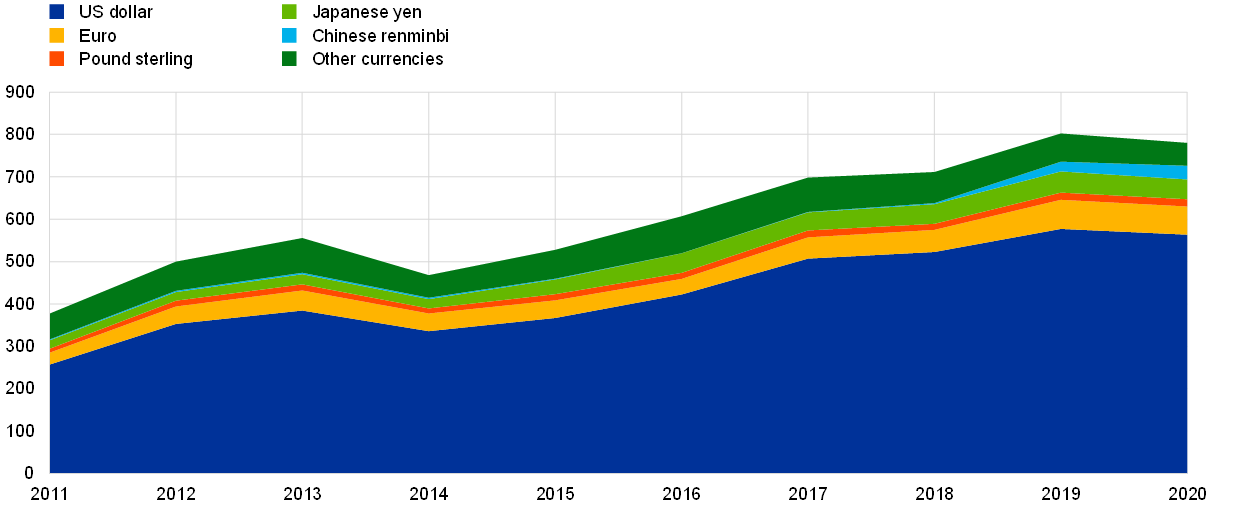 US dollar
Euro
Pound sterling
Japanese yen
Chinese renminbi
Other currencies
900
800
700
600
500
400
300
200
100
0
2011 2012 2013 2014 2015 2016 2017 2018 2019 2020